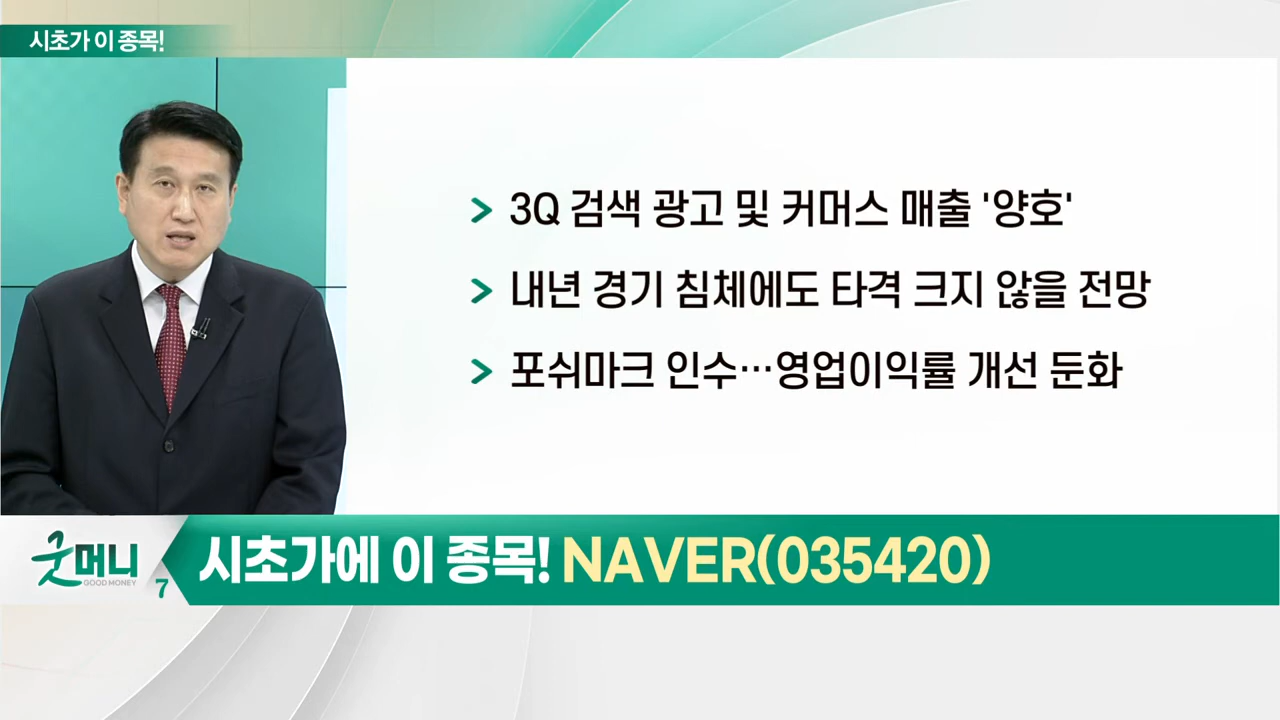 시초가 이 종목!
3Q 검색 광고 및 커머스 매출 '양호'
내년 경기 침체에도 타격 크지 않을 전망
포쉬마크 인수…영업이익률 개선 둔화
굿머니
GOOD MONEY
7
시초가에 이 종목! NAVER(035420)